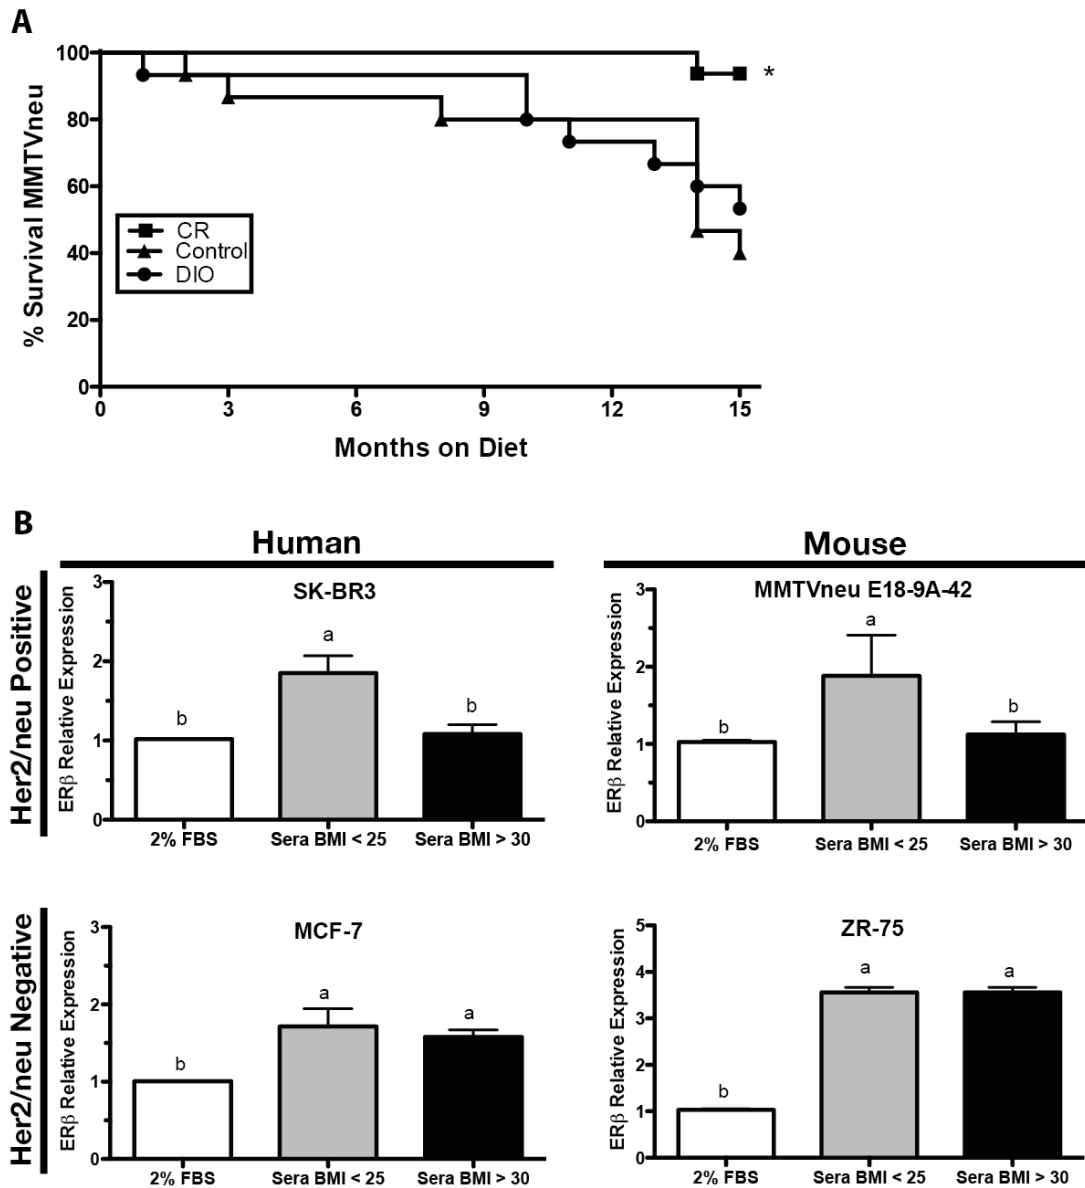 A
% Survival MMTVneu
100
80
60
40
20
0
*
CR
Control
DIO
0 3 6 9 12 15
Months on Diet
B
Human
Mouse
Her2/neu Positive
SK-BR3
ERβ Relative Expression
3
2
1
0
b a b
2% FBS Sera BMI < 25 Sera BMI > 30
MMTVneu E18-9A-42
ERβ Relative Expression
3
2
1
0
b a b
2% FBS Sera BMI < 25 Sera BMI > 30
Her2/neu Negative
MCF-7
ERβ Relative Expression
3
2
1
0
b a a
2% FBS Sera BMI < 25 Sera BMI > 30
ZR-75
ERβ Relative Expression
5
4
3
2
1
0
b a a
2% FBS Sera BMI < 25 Sera BMI > 30